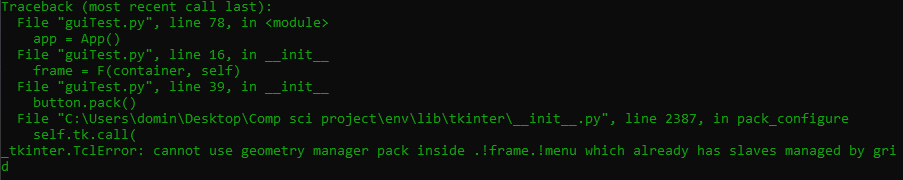 Traceback (most recent call last):
  File "guiTest.py", line 78, in <module>
    app = App()
  File "guiTest.py", line 16, in __init__
    frame = F(container, self)
  File "guiTest.py", line 39, in __init__
    button.pack()
  File "C:\Users\domin\Desktop\Comp sci project\env\lib\tkinter\__init__.py", line 2387, in pack_configure
    self.tk.call(
_tkinter.TclError: cannot use geometry manager pack inside .!frame.!menu which already has slaves managed by gri
d